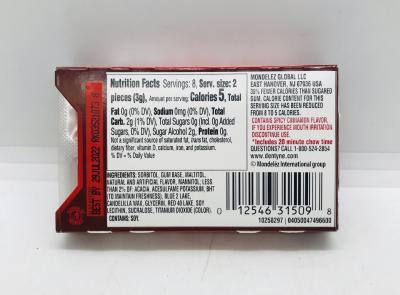 Nutrition Facts Servings: 8, Serv. size: 2
pieces (3g), Amount per serving: Calories 5, Total
Fat 0g (0% DV), Sodium 0mg (0% DV), Total
Carb. 2g (1% DV), Total Sugars 0g (Incl. 0g Added
Sugars, 0% DV), Sugar Alcohol 2g, Protein 0g.
Not a significant source of saturated fat, trans fat, cholesterol,
dietary fiber, vitamin D, calcium, iron, and potassium.
% DV = % Daily Value
INGREDIENTS: SORBITOL, GUM BASE, MALTITOL,
NATURAL AND ARTIFICIAL FLAVOR, MANNITOL; LESS
THAN 2% OF: ACACIA, ACESULFAME POTASSIUM, BHT
(TO MAINTAIN FRESHNESS), BLUE 2 LAKE,
CANDELILLA WAX, GLYCERIN, RED 40 LAKE, SOY
LECITHIN, SUCRALOSE, TITANIUM DIOXIDE (COLOR).
CONTAINS: SOY.
MONDELEZ GLOBAL LLC
EAST HANOVER, NJ 07936 USA
FEWER CALORIES THAN SUGARED
GUM. CALORIE CONTENT FOR THIS
SERVING SIZE HAS BEEN REDUCED
FROM 8 TO 5 CALORIES.
CONTAINS SPICY CINNAMON FLAVOR.
IF YOU EXPERIENCE MOUTH IRRITATION
DISCONTINUE USE.
*Includes 20 minute chew time
QUESTIONS? CALL 1-800-524-2854
www.dentyne.com
© Mondelez International group
0 12546 31509 8
10258297 | 04050047496600
BEST BY 29JUL2022